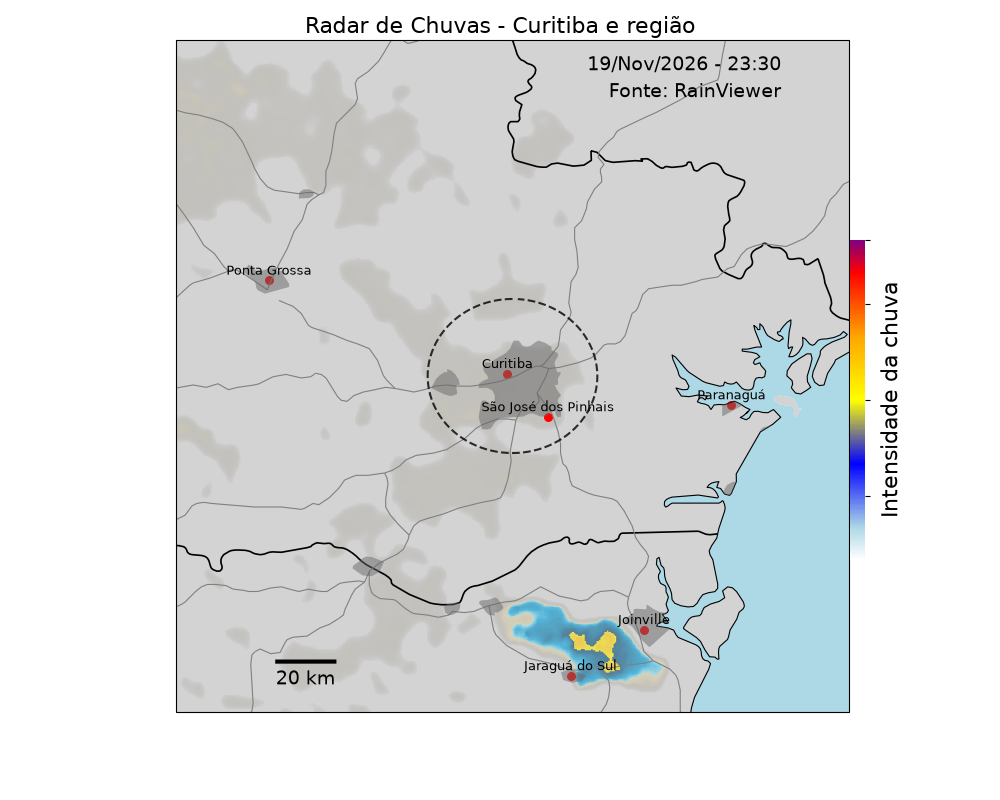 Radar de Chuvas - Curitiba e região
19/Nov/2026 - 23:30
Fonte: RainViewer
Ponta Grossa
Curitiba
Paranaguá
São José dos Pinhais
Intensidade da chuva
Joinville
Jaraguá do Sul
20 km